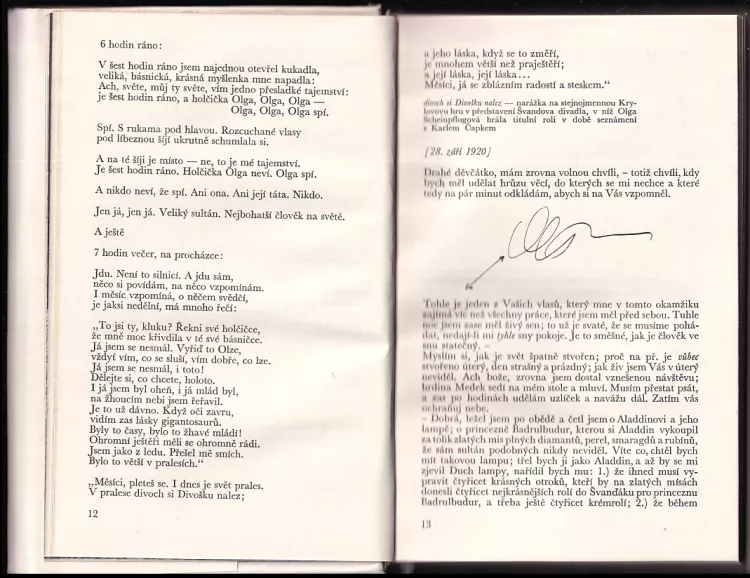 6 hodin ráno:
V šest hodin ráno jsem najednou otevřel kukadla,
veliká, básnická, krásná myšlenka mne napadla:
Ach, světe, můj ty světe, vím jedno přesladké tajemství:
je šest hodin ráno, a holčička Olga, Olga, Olga —
Olga, Olga, Olga spí.
Spí. S rukama pod hlavou. Rozcuchané vlasy
pod líbeznou šíjí ukrutně schumlala si.
A na té šíji je místo — ne, to je mé tajemství.
Je šest hodin ráno. Holčička Olga neví. Olga spí.
A nikdo neví, že spí. Ani ona. Ani její táta. Nikdo.
Jen já, jen já. Veliký sultán. Nejbohatší člověk na světě.
A ještě
7 hodin večer, na procházce:
Jdu. Není to silnicí. A jdu sám,
něco si povídám, na něco vzpomínám.
I měsíc vzpomíná, o něčem svědčí,
je jaksi nedělní, má mnoho řečí:
„To jsi ty, kluku? Řekni své holčičce,
že mně moc křivdila v té své básničce.
Já jsem se nesmál. Vyřiď to Olze,
vždyť vím, co se sluší, vím dobře, co lze.
Já jsem se nesmál, i toto!
Dělejte si, co chcete, holoto.
I já jsem byl oheň, i já mlád byl,
na žhoucím nebi jsem řeřavil.
Je to už dávno. Když oči zavru,
vidím zas lásky gigantosaurů.
Byly to časy, bylo to žhavé mládí!
Ohromní ještěři měli se ohromně rádi.
Jsem jako z ledu. Přešel mě smích.
Bylo to větší v pralesích.“
„Měsíci, pleteš se. I dnes je svět prales.
V pralese divoch si Divošku nalez;
12
a jeho láska, když se to změří,
je mnohem větší než praještěří;
a její láska, její láska...
Měsíci, já se zblázním radostí a steskem.“
divoch si Divošku nalez — narážka na stejnojmennou Kry-
lovovu hru v představení Švandova divadla, v níž Olga
Scheinpflugová hrála titulní roli v době seznámení
s Karlem Čapkem
[28. září 1920]
Drahé děvčátko, mám zrovna volnou chvíli, – totiž chvíli, kdy
bych měl udělat hrůzu věcí, do kterých se mi nechce a které
tedy na pár minut odkládám, abych si na Vás vzpomněl.
Tohle je jeden z Vašich vlasů, který mne v tomto okamžiku
zajímá víc než všechny práce, které jsem měl před sebou. Tuhle
noc jsem zase měl živý sen; to už je svaté, že se musíme pohá-
dat, nedají-li mi tyhle sny pokoje. Je to směšné, jak je člověk ve
snu statečný. –
Myslím si, jak je svět špatně stvořen; proč na př. je vůbec
stvořeno úterý, den strašný a prázdný; jak živ jsem Vás v úterý
neviděl. Ach bože, zrovna jsem dostal vznešenou návštěvu;
hrdina Medek sedí na mém stole a mluví. Musím přestat psát,
a zas po hodinách udělám uzlíček a navážu dál. Zatím Vás
ochraňuj nebe.
– Dobrá, ležel jsem po obědě a četl jsem o Aladdinovi a jeho
lampě; o princezně Badrulbudur, kterou si Aladdin vykoupil
za tolik zlatých mis plných diamantů, perel, smaragdů a rubínů,
že sám sultán podobných nikdy neviděl. Víte co, chtěl bych
mít takovou lampu; třel bych ji jako Aladdin, a až by se mi
zjevil Duch lampy, nařídil bych mu: 1.) že ihned musí vy-
pravit čtyřicet krásných otroků, kteří by na zlatých mísách
donesli čtyřicet nejkrásnějších rolí do Švanďáku pro princeznu
Badrulbudur, a třeba ještě čtyřicet krémrolí; 2.) že během
13